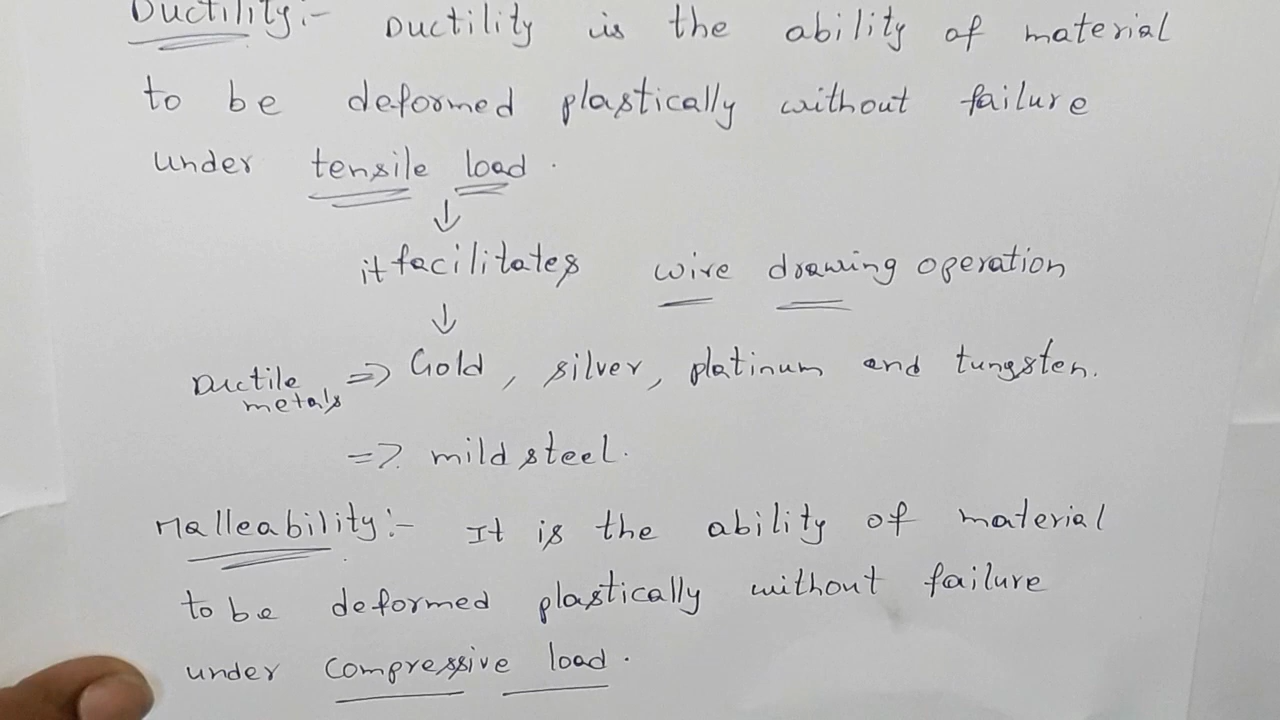 Ductility:- Ductility is the ability of material
to be deformed plastically without failure
under tensile load.
↓
it facilitates wire drawing operation
↓
Ductile metals => Gold, silver, platinum and tungsten.
=> mild steel.
Malleability:- It is the ability of material
to be deformed plastically without failure
under compressive load.